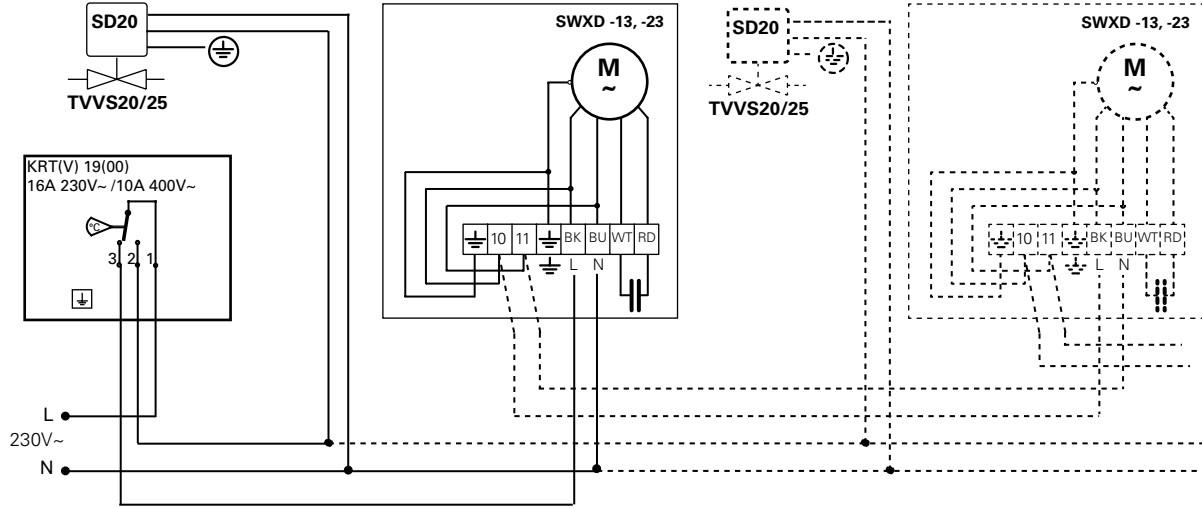 SD20
TVVS20/25
SWXD -13, -23
M
~
SD20
TVVS20/25
SWXD -13, -23
M
~
KRT(V) 19(00)
16A 230V~ /10A 400V~
°C
3 2 1
10 11 BK BU WT RD
L N
10 11 BK BU WT RD
L N
L
230V~
N